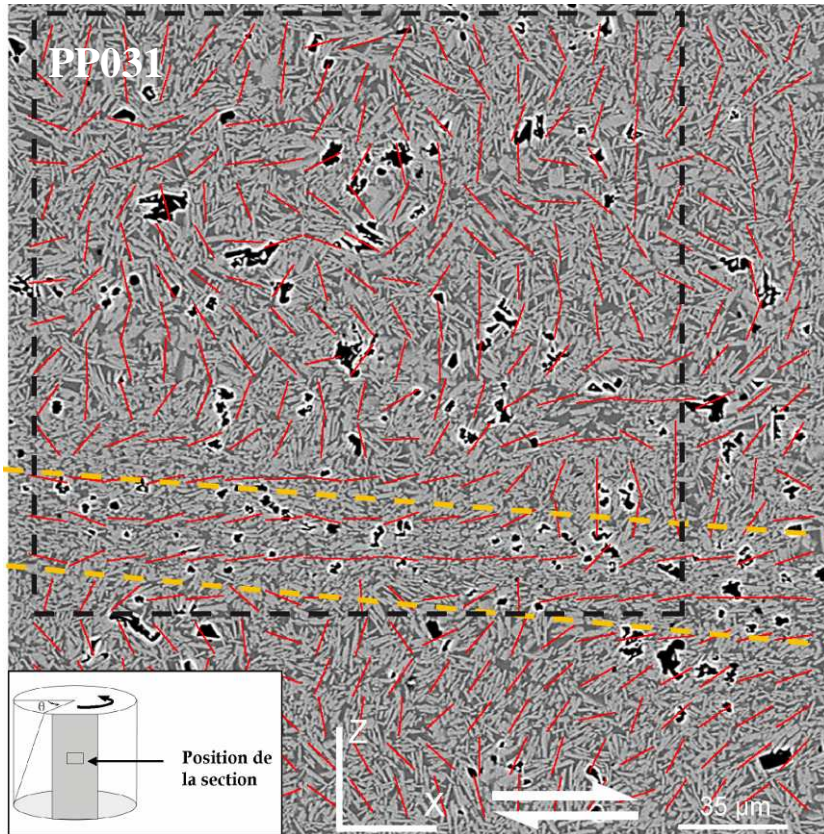 PP031
θ
Position de
la section
Z
X
35 µm